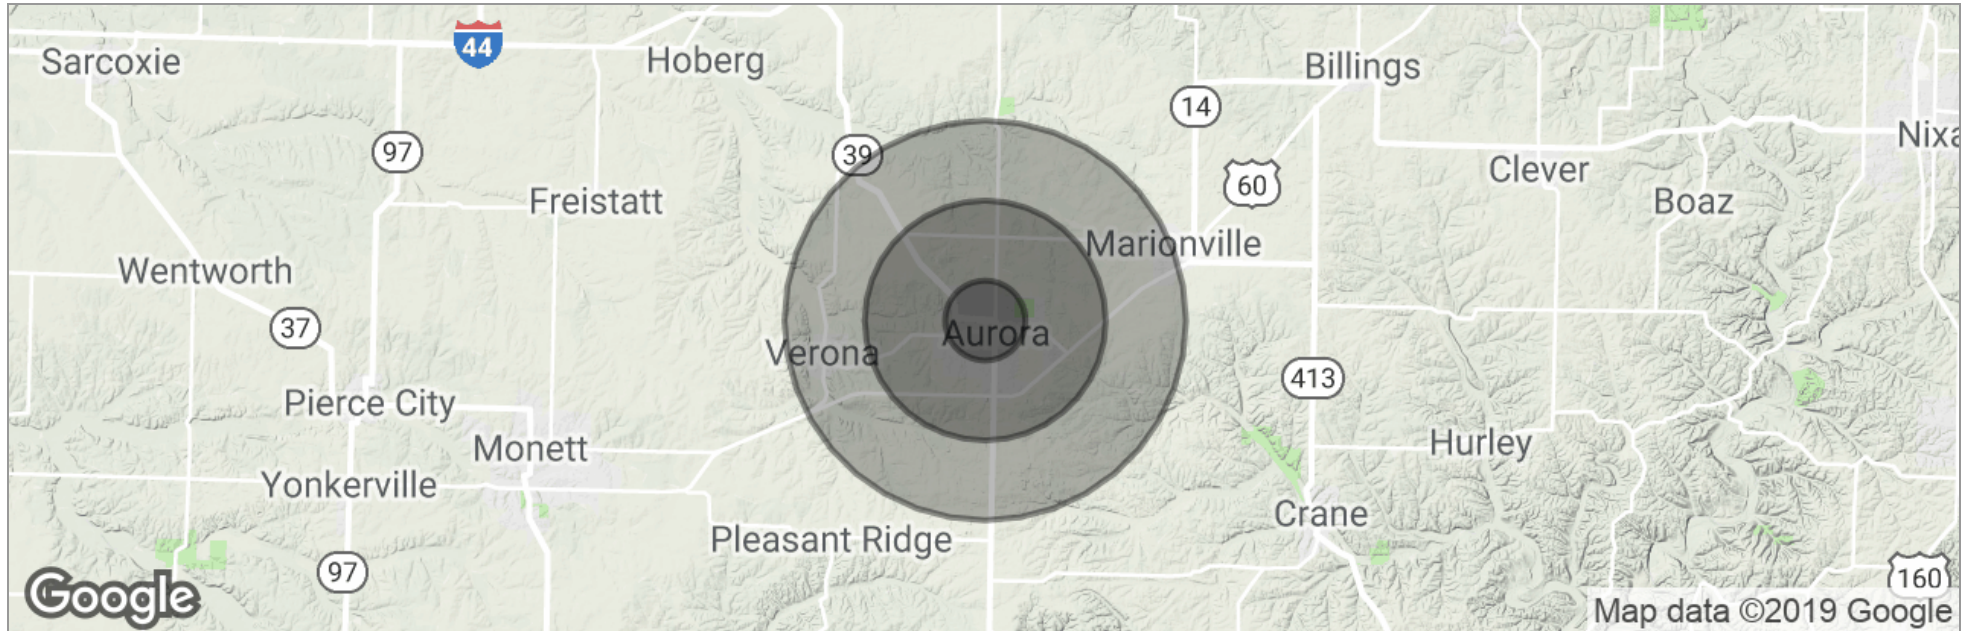 44
Sarcoxie
Hoberg
Billings
14
Nixa
97
39
Clever
60
Boaz
Freistatt
Marionville
Wentworth
37
Aurora
Verona
413
Pierce City
Monett
Hurley
Yonkerville
Crane
Pleasant Ridge
97
160
Google
Map data ©2019 Google